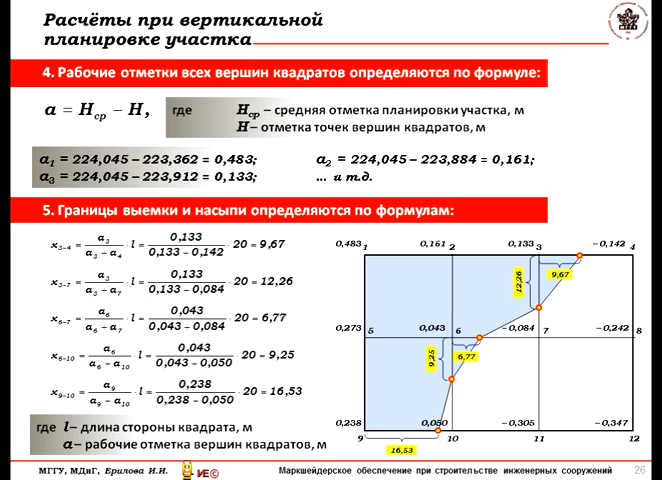 Расчёты при вертикальной
планировке участка
4. Рабочие отметки всех вершин квадратов определяются по формуле:
a = Hср − H, где Hср – средняя отметка планировки участка, м
H – отметка точек вершин квадратов, м
a1 = 224,045 – 223,362 = 0,483; a2 = 224,045 – 223,884 = 0,161;
a3 = 224,045 – 223,912 = 0,133; ... и т.д.
5. Границы выемки и насыпи определяются по формулам:
x3–4 = a3 / (a3 + a4) · l = 0,133 / (0,133 – 0,142) · 20 = 9,67
x3–7 = a3 / (a3 + a7) · l = 0,133 / (0,133 – 0,084) · 20 = 12,26
x6–7 = a6 / (a6 + a7) · l = 0,043 / (0,043 – 0,084) · 20 = 6,77
x6–10 = a6 / (a6 + a10) · l = 0,043 / (0,043 – 0,050) · 20 = 9,25
x9–10 = a9 / (a9 – a10) · l = 0,238 / (0,238 – 0,050) · 20 = 16,53
где l – длина стороны квадрата, м
a – рабочие отметка вершин квадратов, м
0,483 1 0,161 2 0,133 3 –0,142 4
12,26 9,67
0,273 5 0,043 6 –0,084 7 –0,242 8
9,25 6,77
0,238 0,050 –0,305 –0,347
9 10 11 12
16,53
МГГУ, МДиГ, Ерилова И.И. ИЕ© Маркшейдерское обеспечение при строительстве инженерных сооружений 26